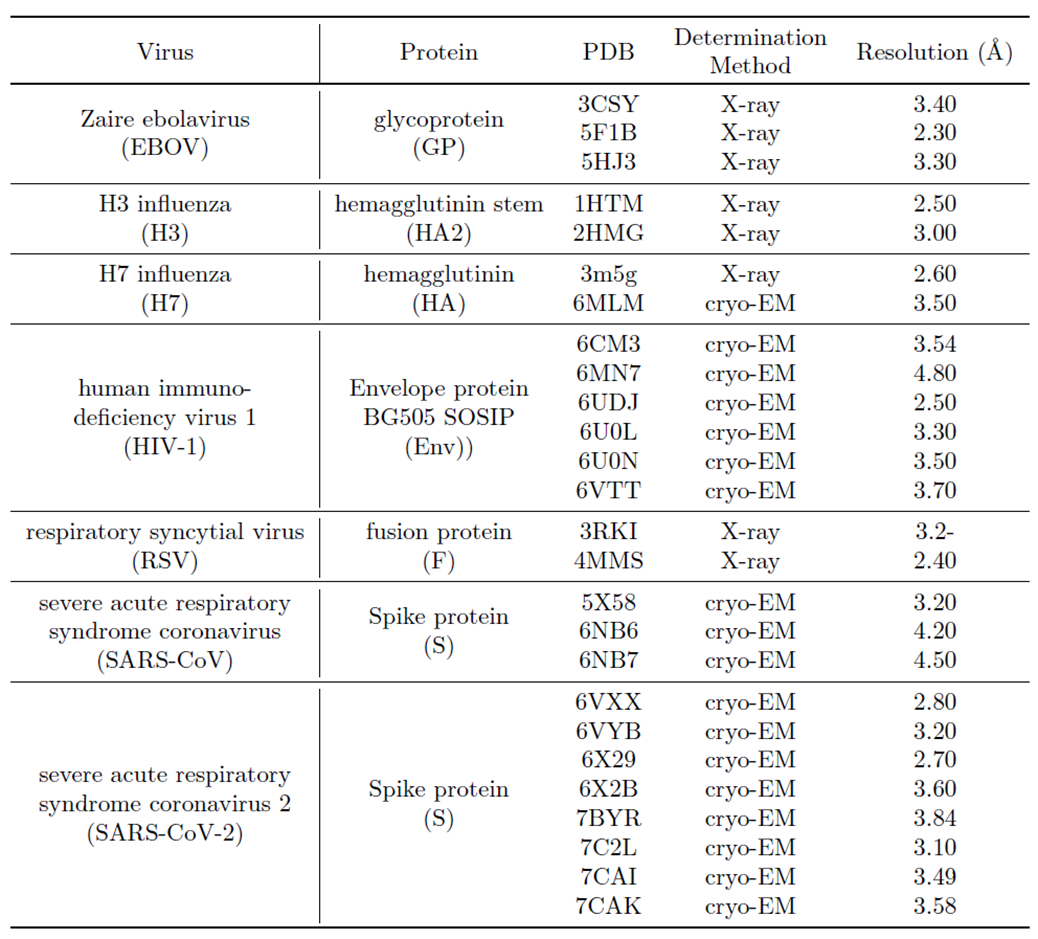 Virus Protein PDB Determination Method Resolution (Å)
Zaire ebolavirus (EBOV) glycoprotein (GP) 3CSY X-ray 3.40
5F1B X-ray 2.30
5HJ3 X-ray 3.30
H3 influenza hemagglutinin stem 1HTM X-ray 2.50
(H3) (HA2) 2HMG X-ray 3.00
H7 influenza hemagglutinin 3m5g X-ray 2.60
(H7) (HA) 6MLM cryo-EM 3.50
6CM3 cryo-EM 3.54
human immuno- Envelope protein 6MN7 cryo-EM 4.80
deficiency virus 1 BG505 SOSIP 6UDJ cryo-EM 2.50
(HIV-1) (Env)) 6U0L cryo-EM 3.30
6U0N cryo-EM 3.50
6VTT cryo-EM 3.70
respiratory syncytial virus fusion protein 3RKI X-ray 3.2-
(RSV) (F) 4MMS X-ray 2.40
severe acute respiratory Spike protein 5X58 cryo-EM 3.20
syndrome coronavirus (S) 6NB6 cryo-EM 4.20
(SARS-CoV) 6NB7 cryo-EM 4.50
6VXX cryo-EM 2.80
6VYB cryo-EM 3.20
severe acute respiratory Spike protein 6X29 cryo-EM 2.70
syndrome coronavirus 2 (S) 6X2B cryo-EM 3.60
(SARS-CoV-2) 7BYR cryo-EM 3.84
7C2L cryo-EM 3.10
7CAI cryo-EM 3.49
7CAK cryo-EM 3.58